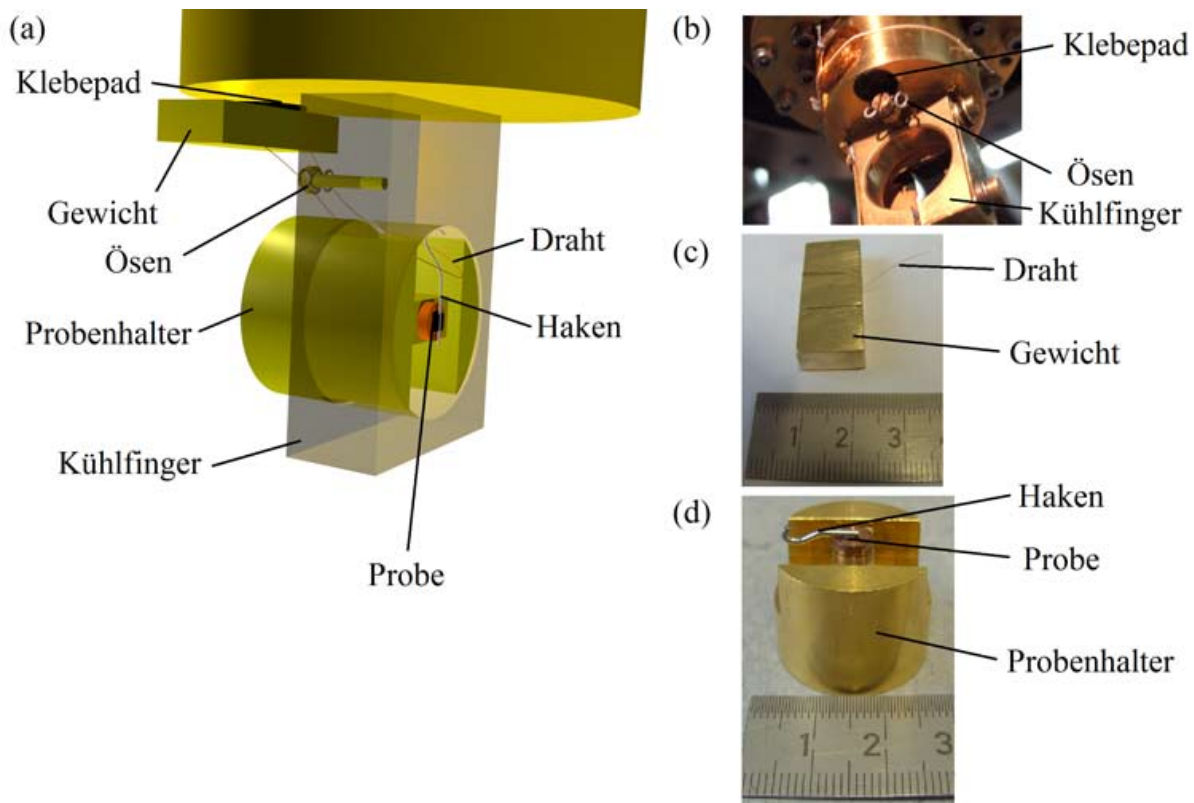 (a)
Klebepad
Gewicht
Ösen
Probenhalter
Kühlfinger
Draht
Haken
Probe
(b)
Klebepad
Ösen
Kühlfinger
(c)
Draht
Gewicht
1 2 3
(d)
Haken
Probe
Probenhalter
1 2 3